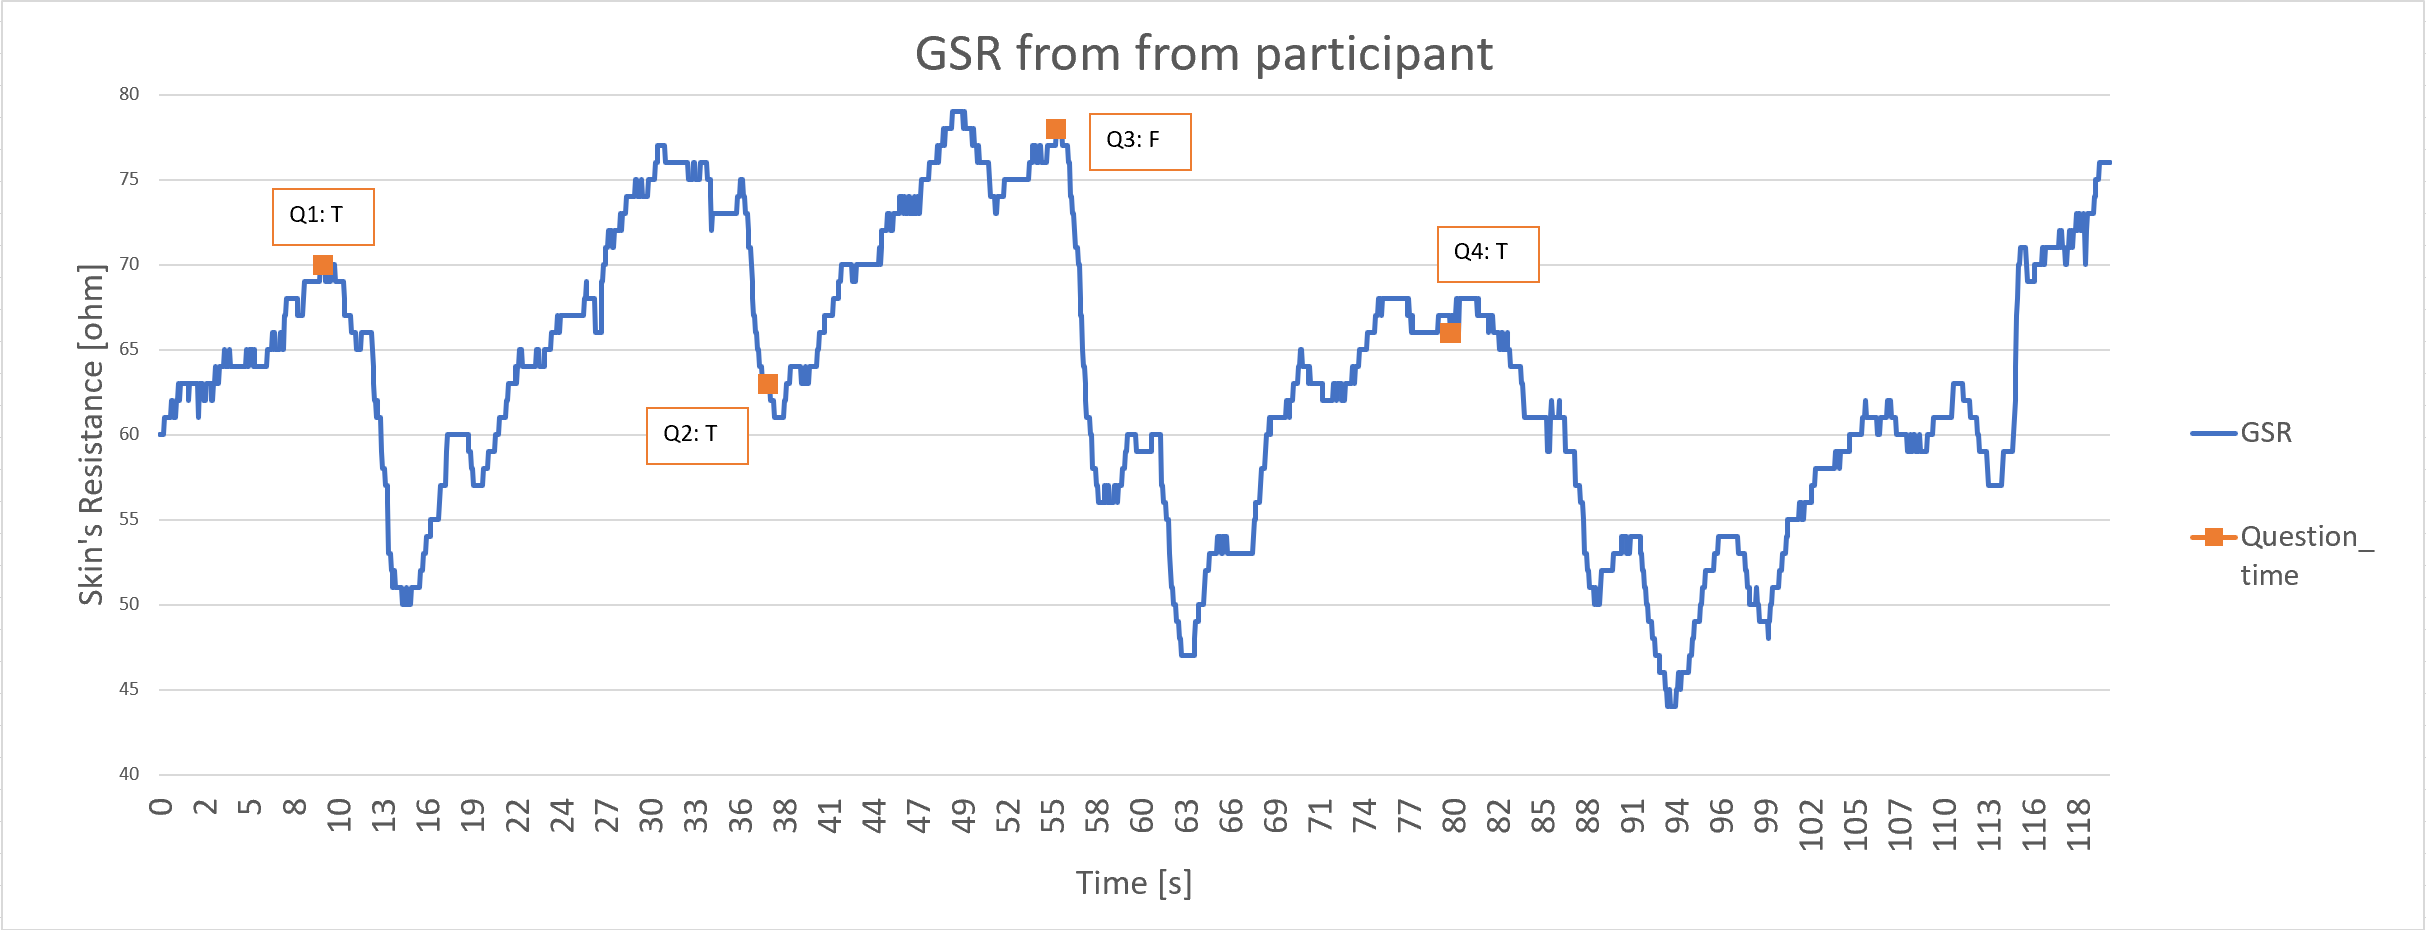 GSR from from participant
80
75
70
65
60
55
50
45
40
Skin's Resistance [ohm]
Q1: T
Q2: T
Q3: F
Q4: T
0 2 5 8 10 13 16 19 22 24 27 30 33 36 38 41 44 47 49 52 55 58 60 63 66 69 71 74 77 80 82 85 88 91 94 96 99 102 105 107 110 113 116 118
Time [s]
GSR
Question_
time